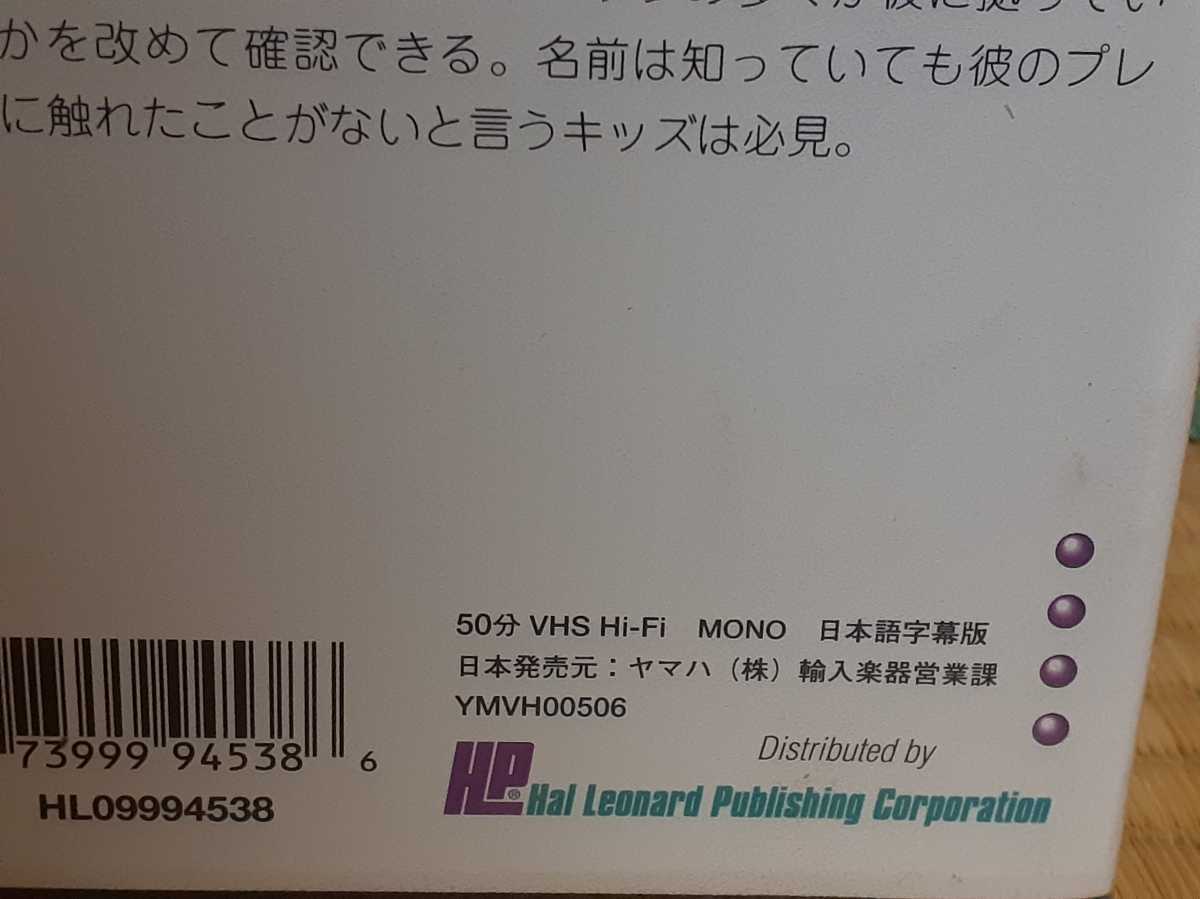 かを改めて確認できる。名前は知っていても彼のプレ
に触れたことがないと言うキッズは必見。
50分 VHS Hi-Fi MONO 日本語字幕版
日本発売元：ヤマハ（株）輸入楽器営業課
YMVH00506
73999 94538 6
HL09994538
Distributed by
HP® Hal Leonard Publishing Corporation